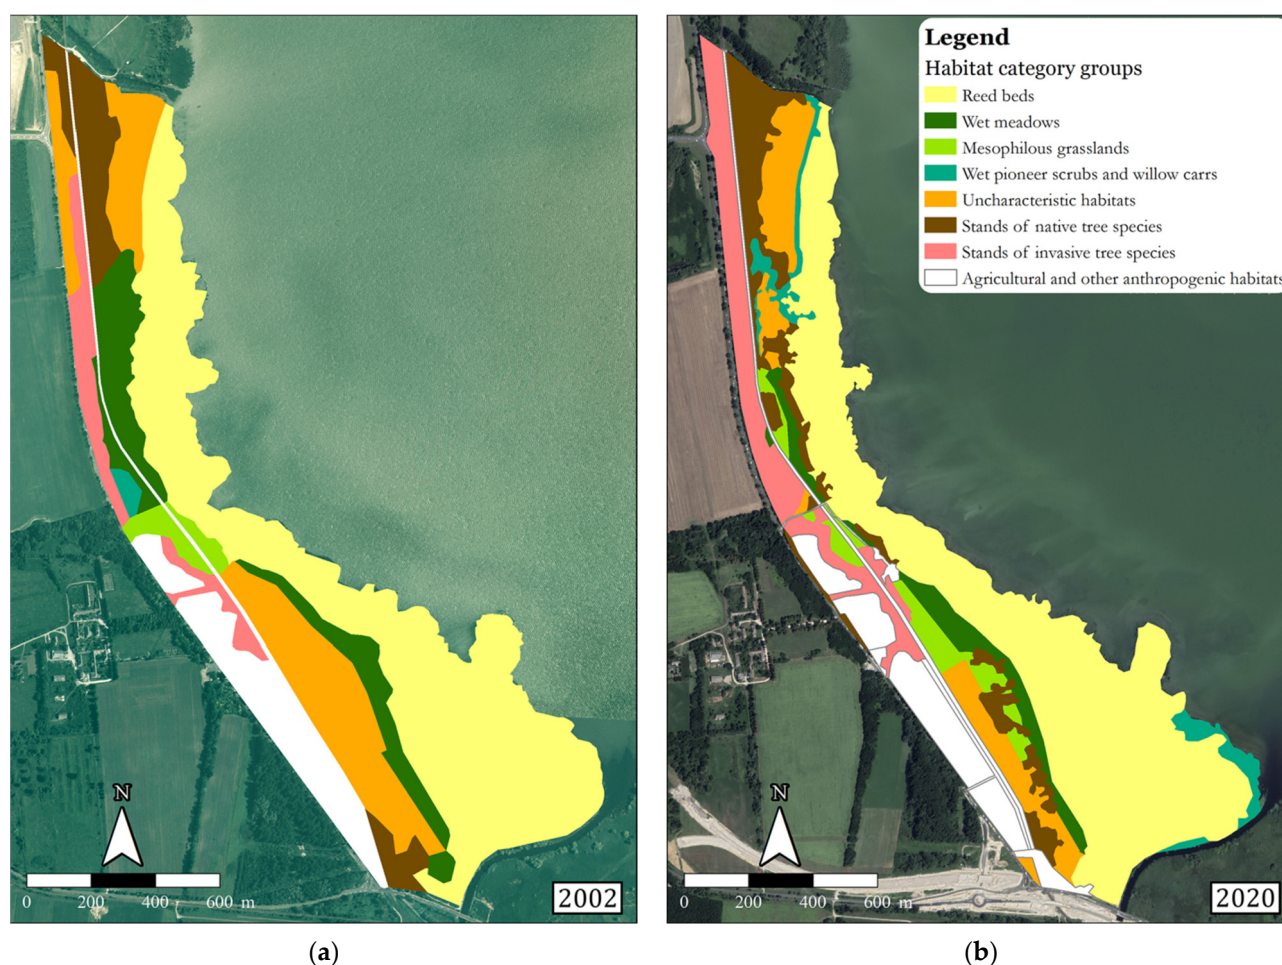 Legend
Habitat category groups
Reed beds
Wet meadows
Mesophilous grasslands
Wet pioneer scrubs and willow carrs
Uncharacteristic habitats
Stands of native tree species
Stands of invasive tree species
Agricultural and other anthropogenic habitats
N
0 200 400 600 m
2002
N
0 200 400 600 m
2020
(a)
(b)